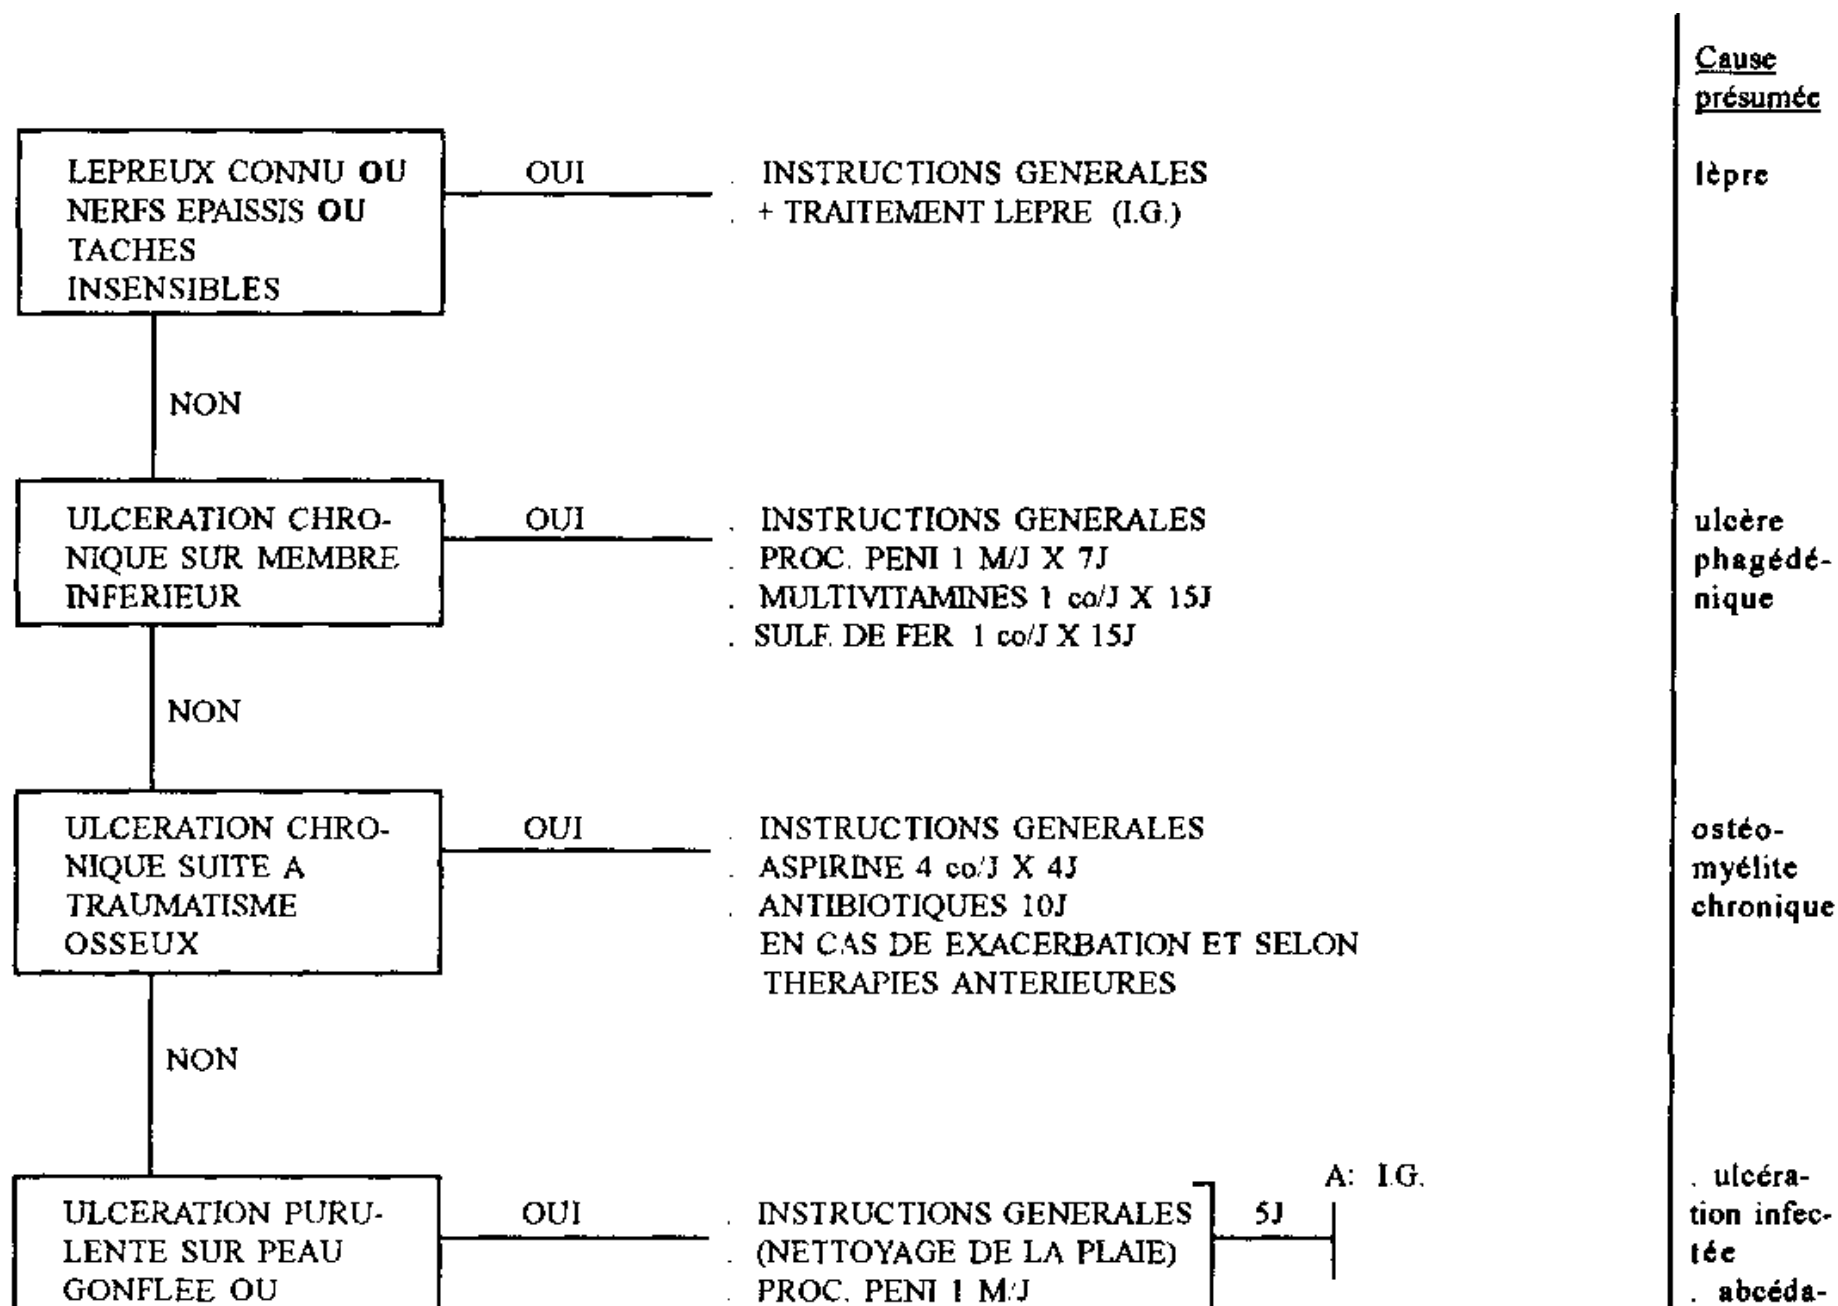 Cause
présumée
LEPREUX CONNU OU
NERFS EPAISSIS OU
TACHES
INSENSIBLES
OUI
. INSTRUCTIONS GENERALES
. + TRAITEMENT LEPRE (I.G.)
lèpre
NON
ULCERATION CHRO-
NIQUE SUR MEMBRE
INFERIEUR
OUI
. INSTRUCTIONS GENERALES
. PROC. PENI 1 M/J X 7J
. MULTIVITAMINES 1 co/J X 15J
. SULF. DE FER 1 co/J X 15J
ulcère
phagédé-
nique
NON
ULCERATION CHRO-
NIQUE SUITE A
TRAUMATISME
OSSEUX
OUI
. INSTRUCTIONS GENERALES
. ASPIRINE 4 co/J X 4J
. ANTIBIOTIQUES 10J
EN CAS DE EXACERBATION ET SELON
THERAPIES ANTERIEURES
ostéo-
myélite
chronique
NON
ULCERATION PURU-
LENTE SUR PEAU
GONFLEE OU
OUI
. INSTRUCTIONS GENERALES
. (NETTOYAGE DE LA PLAIE)
. PROC. PENI 1 M/J
5J
A: I.G.
. ulcéra-
tion infec-
tée
. abcéda-